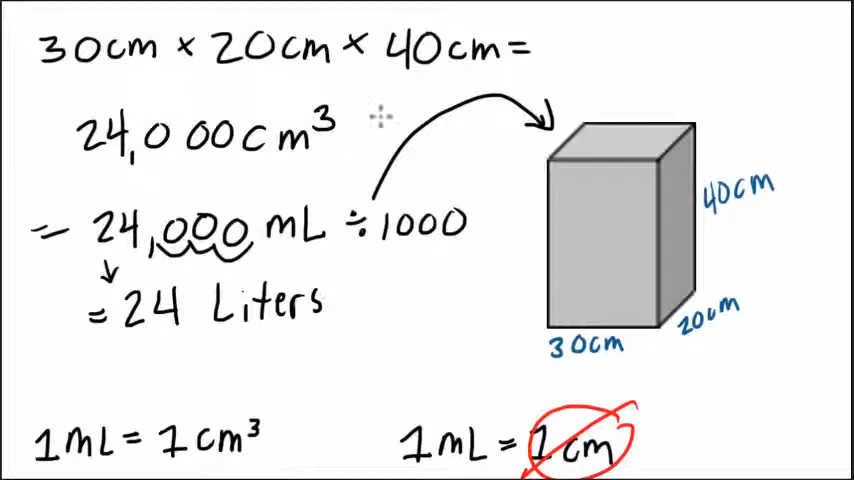 30cm × 20cm × 40cm =
24,000cm³
= 24,000 mL ÷ 1000
= 24 Liters
40cm
20cm
30cm
1mL = 1cm³
1mL = 1cm